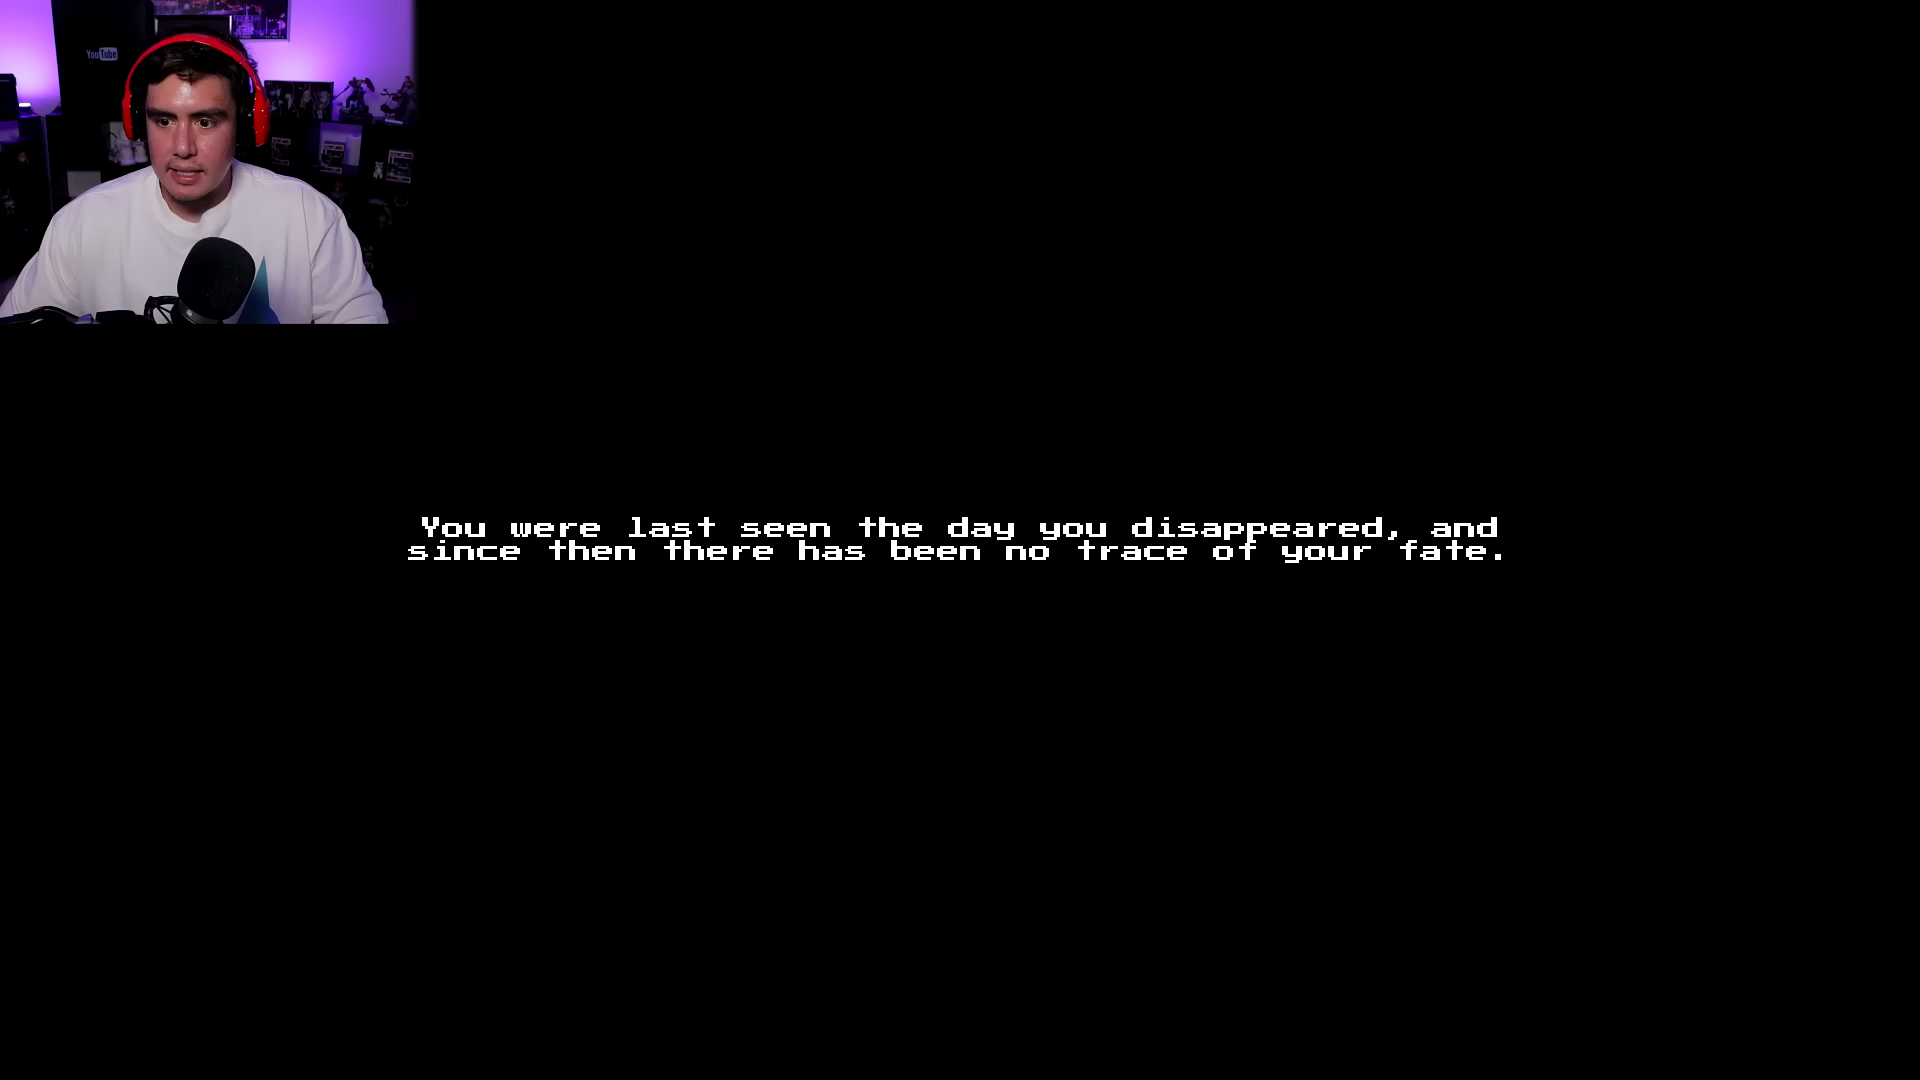 YouTube
You were last seen the day you disappeared, and
since then there has been no trace of your fate.